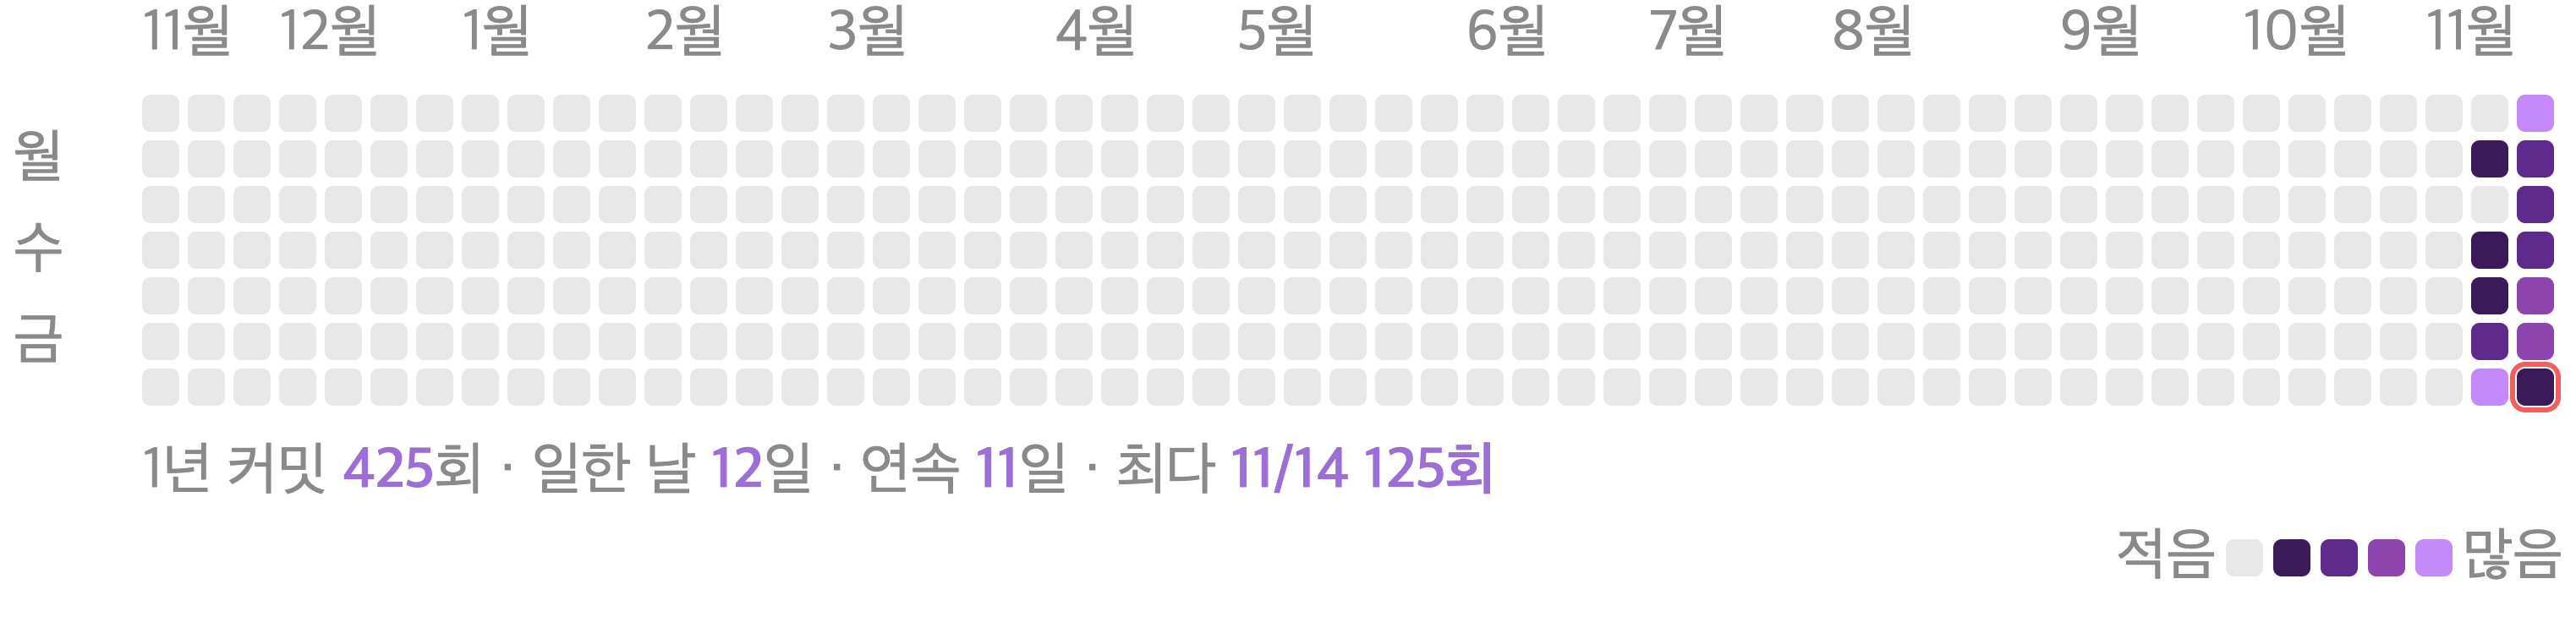 11월 12월 1월 2월 3월 4월 5월 6월 7월 8월 9월 10월 11월
월
수
금
1년 커밋 425회 · 일한 날 12일 · 연속 11일 · 최다 11/14 125회
적음 많음